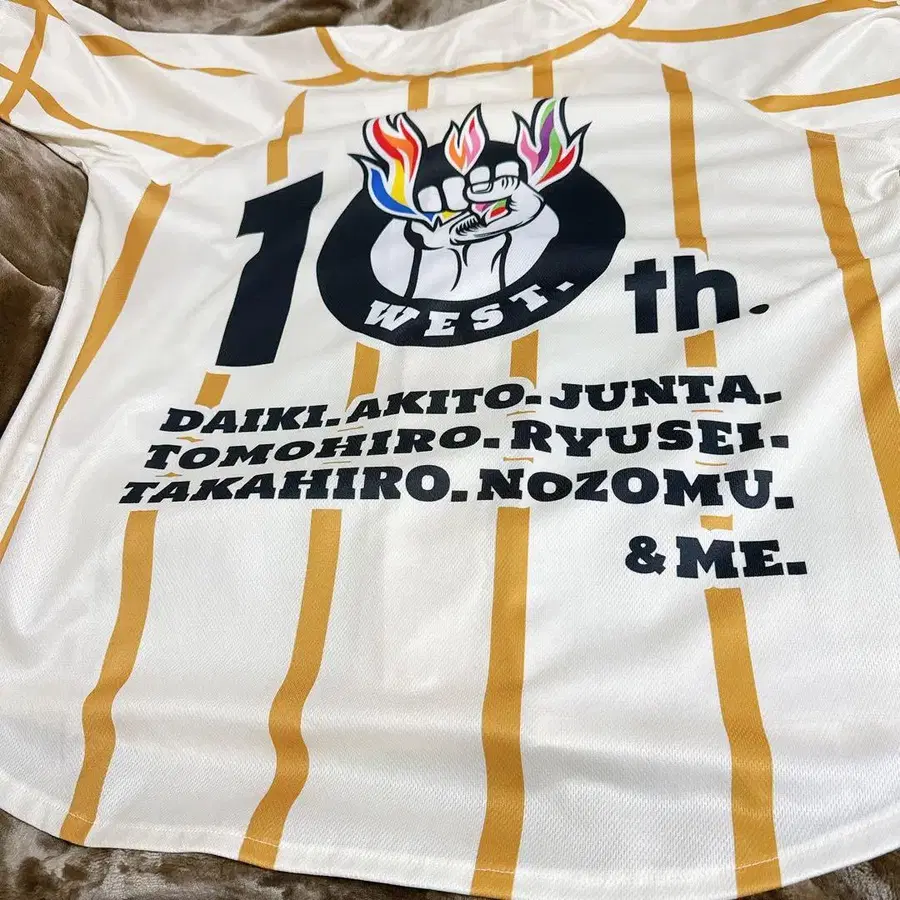 10th.
WEST.
DAIKI. AKITO. JUNTA.
TOMOHIRO. RYUSEI.
TAKAHIRO. NOZOMU.
& ME.